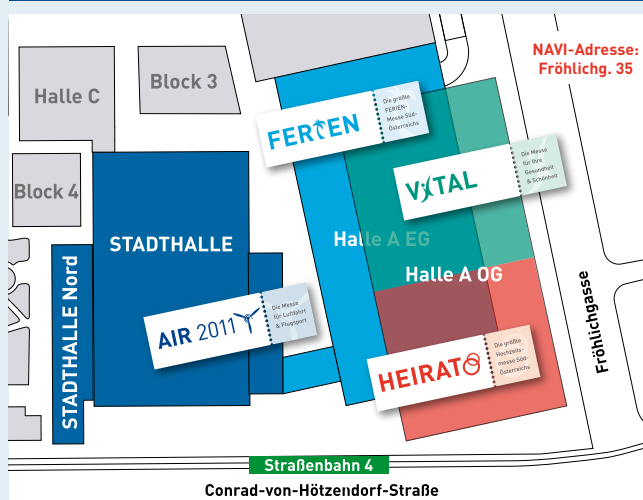 NAVI-Adresse:
Fröhlichg. 35
Block 3
Halle C
FERIEN
Die größte
FERIEN-
Messe Süd-
Österreichs
Block 4
VITAL
Die Messe
für Ihre
Gesundheit
& Schönheit
STADTHALLE
Halle A EG
Halle A OG
STADTHALLE Nord
AIR 2011
Die Messe
für Luftfahrt
& Flugsport
Fröhlichgasse
HEIRAT
Die größte
Hochzeits-
messe Süd-
Österreichs
Straßenbahn 4
Conrad-von-Hötzendorf-Straße